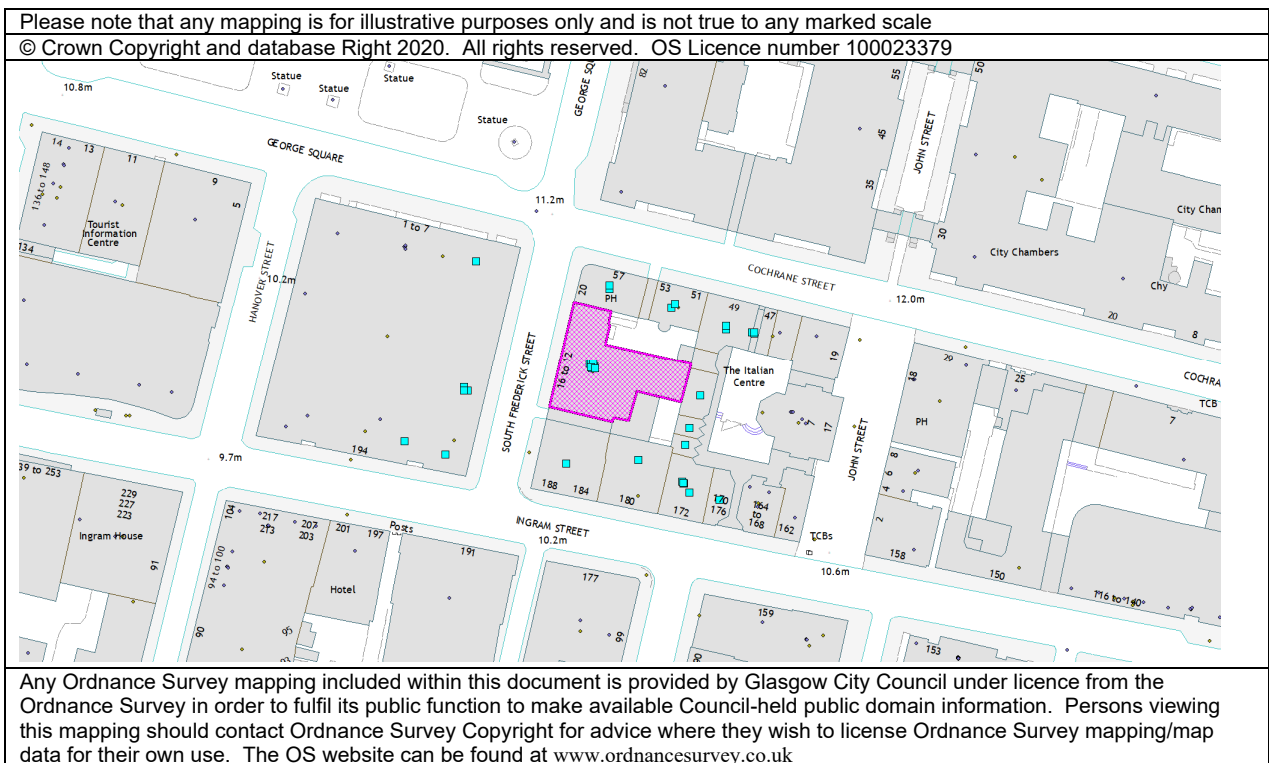 Please note that any mapping is for illustrative purposes only and is not true to any marked scale
© Crown Copyright and database Right 2020. All rights reserved. OS Licence number 100023379
Statue
Statue
Statue
Statue
10.8m
GEORGE SQUARE
GEORGE SQU
82
55
50
45
35
30
JOHN STREET
14
13
11
9
5
136 to 148
134
Tourist
Information
Centre
HANOVER STREET
10.2m
1 to 7
194
11.2m
City Cham
City Chambers
Chy
COCHRANE STREET
12.0m
20
8
57
20
PH
53
51
49
47
19
16 to 12
SOUTH FREDERICK STREET
The Italian
Centre
7
17
JOHN STREET
18
29
25
PH
COCHRA
TCB
7
8
6
4
2
158
150
116 to 140
188
184
180
172
170
176
164
to
168
162
TCBs
10.6m
INGRAM STREET
10.2m
9.7m
39 to 253
229
227
223
Ingram House
91
104
217
213
207
203
201
197
Posts
191
94 to 100
90
Hotel
177
99
159
153
Any Ordnance Survey mapping included within this document is provided by Glasgow City Council under licence from the
Ordnance Survey in order to fulfil its public function to make available Council-held public domain information. Persons viewing
this mapping should contact Ordnance Survey Copyright for advice where they wish to license Ordnance Survey mapping/map
data for their own use. The OS website can be found at www.ordnancesurvey.co.uk